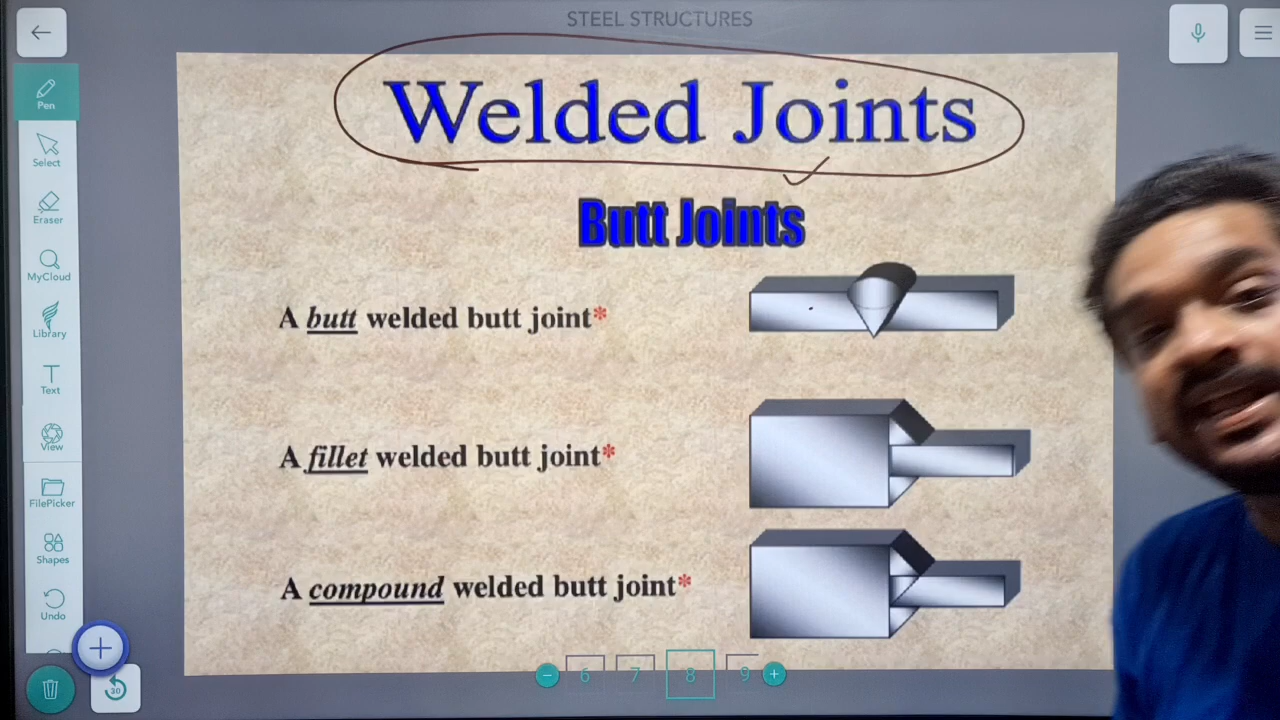 STEEL STRUCTURES
Pen
Select
Eraser
MyCloud
Library
Text
View
FilePicker
Shapes
Undo
30
Welded Joints
Butt Joints
A butt welded butt joint*
A fillet welded butt joint*
A compound welded butt joint*
6 7 8 9